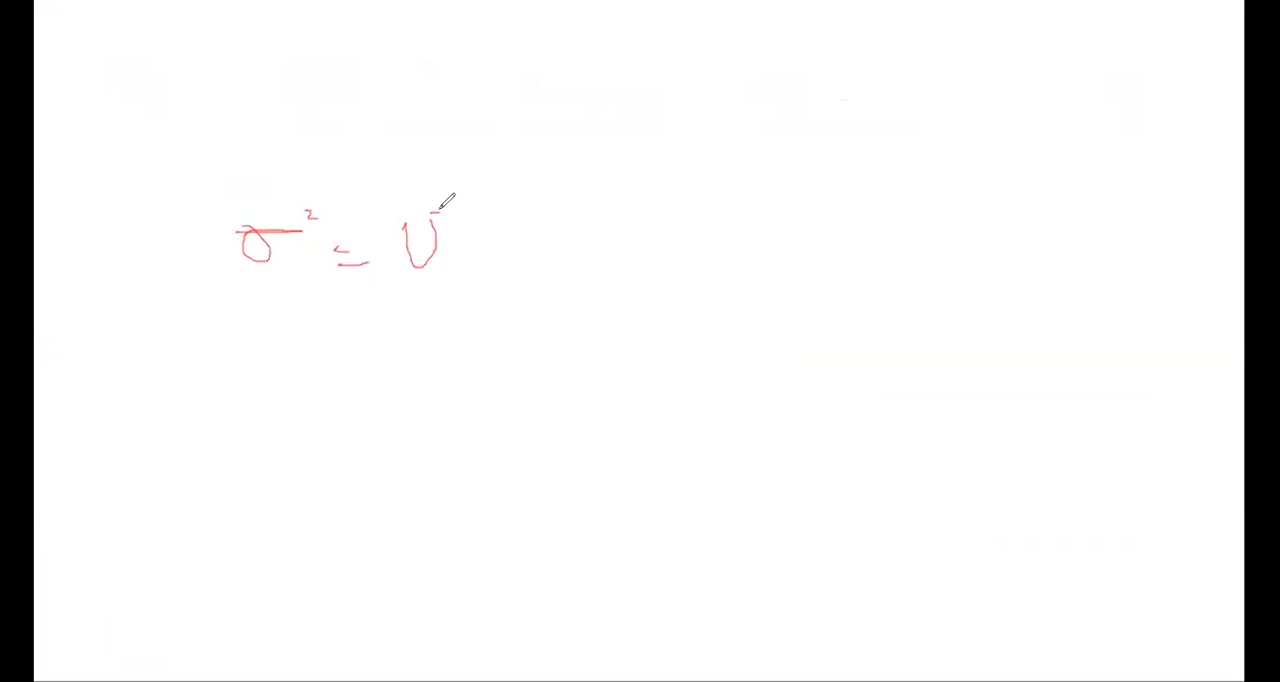 σ² = V